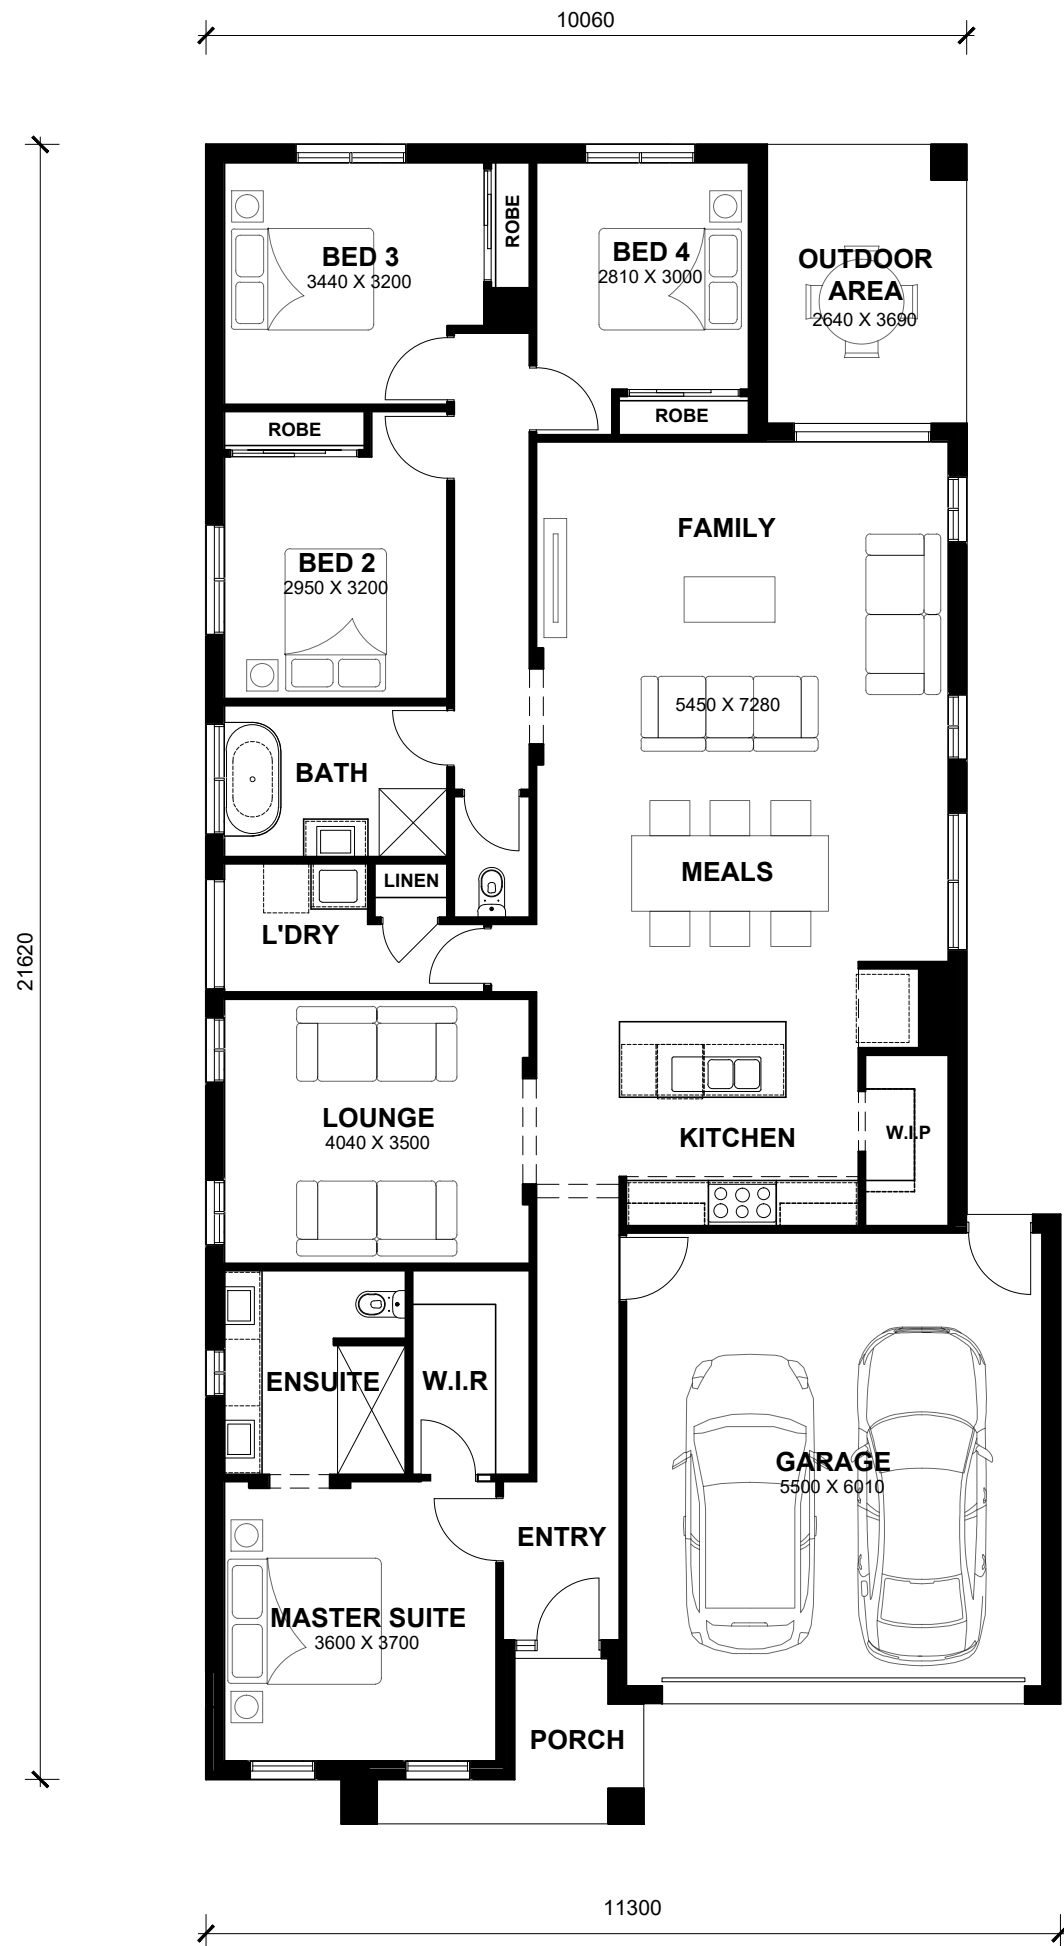 10060
BED 3
3440 X 3200
ROBE
BED 4
2810 X 3000
OUTDOOR
AREA
2640 X 3690
ROBE
ROBE
FAMILY
BED 2
2950 X 3200
5450 X 7280
BATH
MEALS
LINEN
L'DRY
21620
LOUNGE
4040 X 3500
KITCHEN
W.I.P
ENSUITE
W.I.R
GARAGE
5500 X 6010
ENTRY
MASTER SUITE
3600 X 3700
PORCH
11300